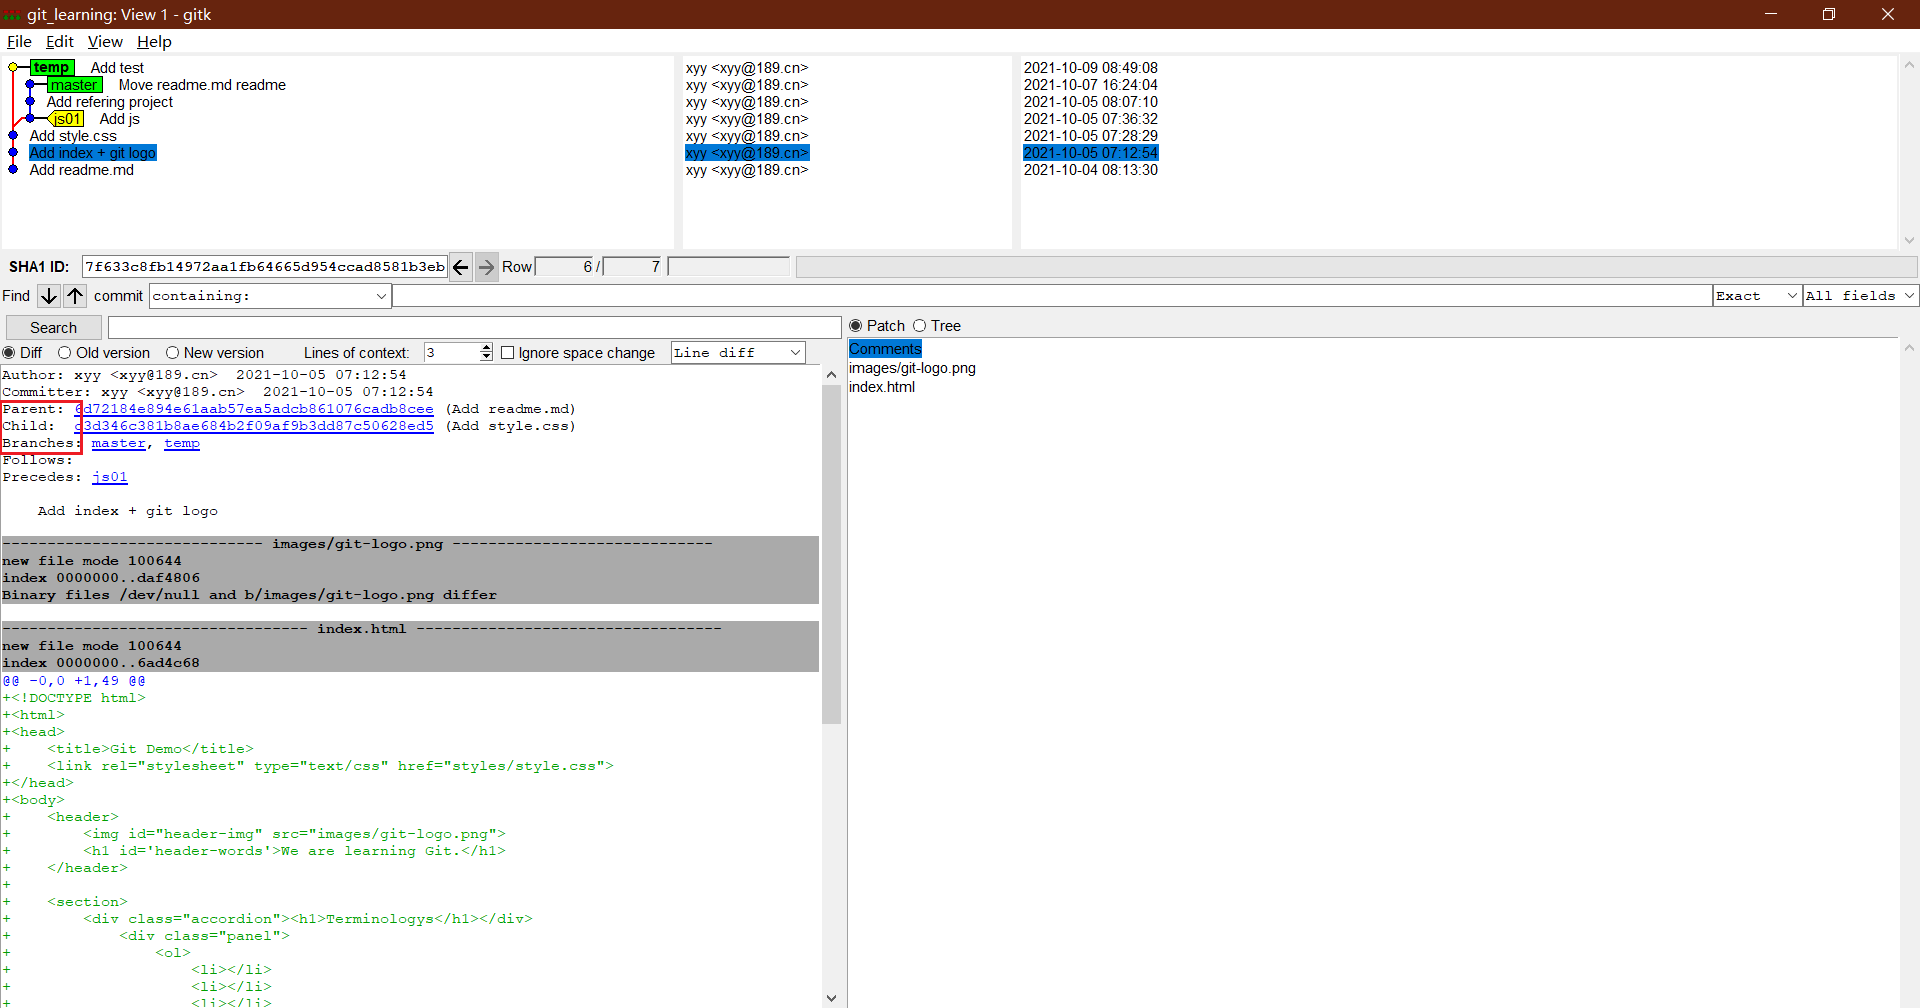 git_learning: View 1 - gitk
File Edit View Help
temp Add test xyy <xyy@189.cn> 2021-10-09 08:49:08
master Move readme.md readme xyy <xyy@189.cn> 2021-10-07 16:24:04
Add refering project xyy <xyy@189.cn> 2021-10-05 08:07:10
js01 Add js xyy <xyy@189.cn> 2021-10-05 07:36:32
Add style.css xyy <xyy@189.cn> 2021-10-05 07:28:29
Add index + git logo xyy <xyy@189.cn> 2021-10-05 07:12:54
Add readme.md xyy <xyy@189.cn> 2021-10-04 08:13:30
SHA1 ID: 7f633c8fb14972aa1fb64665d954ccad8581b3eb Row 6 / 7
Find commit containing: Exact All fields
Search
Patch Tree
Diff Old version New version Lines of context: 3 Ignore space change Line diff
Comments
images/git-logo.png
index.html
Author: xyy <xyy@189.cn> 2021-10-05 07:12:54
Committer: xyy <xyy@189.cn> 2021-10-05 07:12:54
Parent: 6d72184e894e61aab57ea5adcb861076cadb8cee (Add readme.md)
Child: c3d346c381b8ae684b2f09af9b3dd87c50628ed5 (Add style.css)
Branches: master, temp
Follows:
Precedes: js01
Add index + git logo
----------------------------- images/git-logo.png -----------------------------
new file mode 100644
index 0000000..daf4806
Binary files /dev/null and b/images/git-logo.png differ
---------------------------------- index.html ----------------------------------
new file mode 100644
index 0000000..6ad4c68
@@ -0,0 +1,49 @@
+<!DOCTYPE html>
+<html>
+<head>
+    <title>Git Demo</title>
+    <link rel="stylesheet" type="text/css" href="styles/style.css">
+</head>
+<body>
+    <header>
+        <img id="header-img" src="images/git-logo.png">
+        <h1 id='header-words'>We are learning Git.</h1>
+    </header>
+
+    <section>
+        <div class="accordion"><h1>Terminologys</h1></div>
+            <div class="panel">
+                <ol>
+                    <li></li>
+                    <li></li>
+                    <li></li>